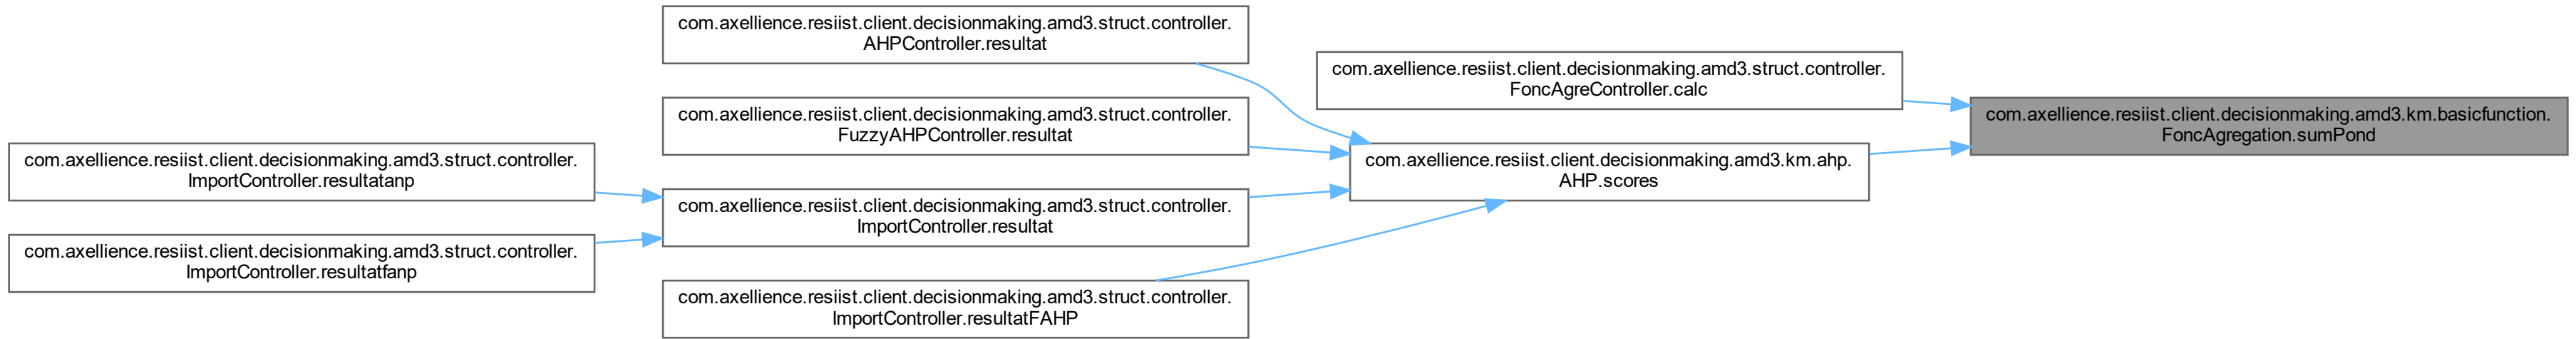 com.axellience.resiist.client.decisionmaking.amd3.struct.controller.
AHPController.resultat
com.axellience.resiist.client.decisionmaking.amd3.struct.controller.
FoncAgreController.calc
com.axellience.resiist.client.decisionmaking.amd3.struct.controller.
FuzzyAHPController.resultat
com.axellience.resiist.client.decisionmaking.amd3.km.basicfunction.
FoncAgregation.sumPond
com.axellience.resiist.client.decisionmaking.amd3.struct.controller.
ImportController.resultatanp
com.axellience.resiist.client.decisionmaking.amd3.km.ahp.
AHP.scores
com.axellience.resiist.client.decisionmaking.amd3.struct.controller.
ImportController.resultat
com.axellience.resiist.client.decisionmaking.amd3.struct.controller.
ImportController.resultatfanp
com.axellience.resiist.client.decisionmaking.amd3.struct.controller.
ImportController.resultatFAHP